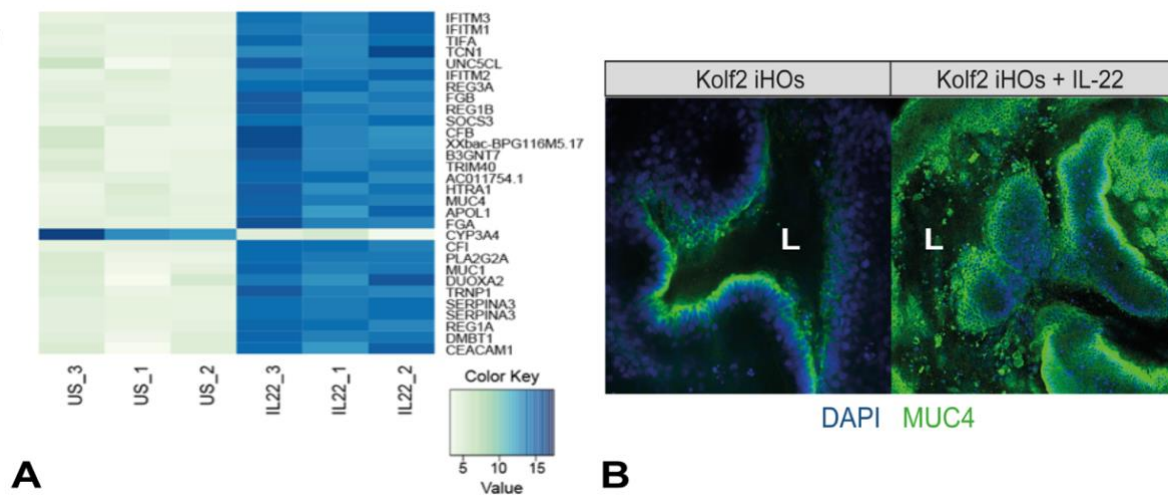 IFITM3
IFITM1
TIFA
TCN1
UNC5CL
IFITM2
REG3A
FGB
REG1B
SOCS3
CFB
XXbac-BPG116M5.17
B3GNT7
TRIM40
AC011754.1
HTRA1
MUC4
APOL1
FGA
CYP3A4
CFI
PLA2G2A
MUC1
DUOXA2
TRNP1
SERPINA3
SERPINA3
REG1A
DMBT1
CEACAM1
US_3 US_1 US_2 IL22_3 IL22_1 IL22_2
Color Key
5 10 15
Value
A
Kolf2 iHOs Kolf2 iHOs + IL-22
L L
DAPI MUC4
B